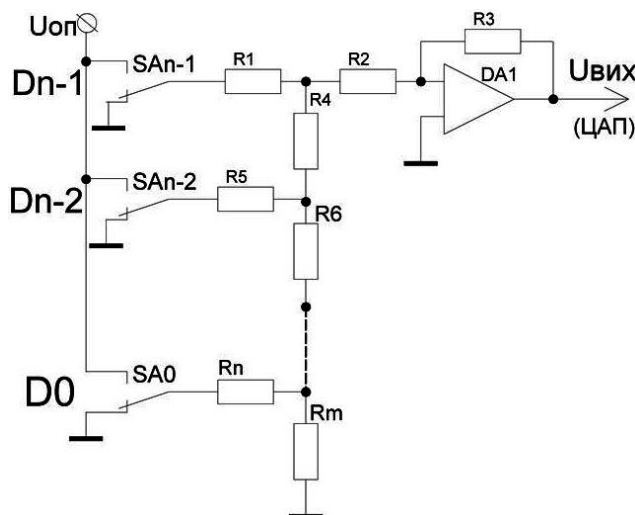 Uоп
Dn-1
SAn-1
R1
R2
R3
DA1
Uвих
(ЦАП)
R4
Dn-2
SAn-2
R5
R6
D0
SA0
Rn
Rm